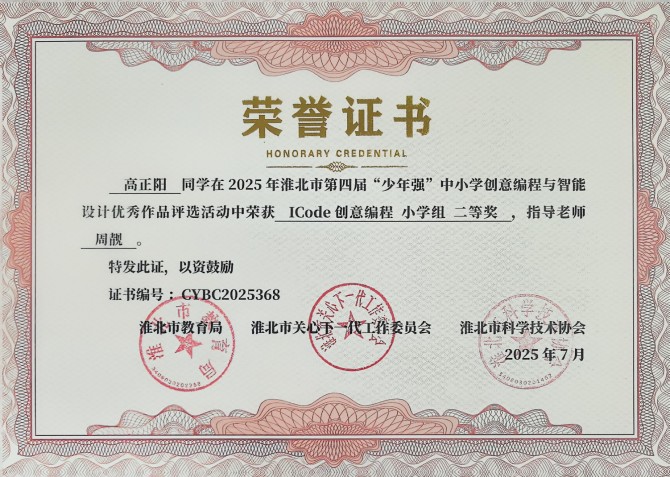 荣誉证书
HONORARY CREDENTIAL
高正阳 同学在 2025 年淮北市第四届“少年强”中小学创意编程与智能
设计优秀作品评选活动中荣获 ICode 创意编程 小学组 二等奖 ，指导老师
周靓 。
特发此证，以资鼓励
证书编号：CYBC2025368
淮北市教育局 淮北市关心下一代工作委员会 淮北市科学技术协会
2025 年 7 月